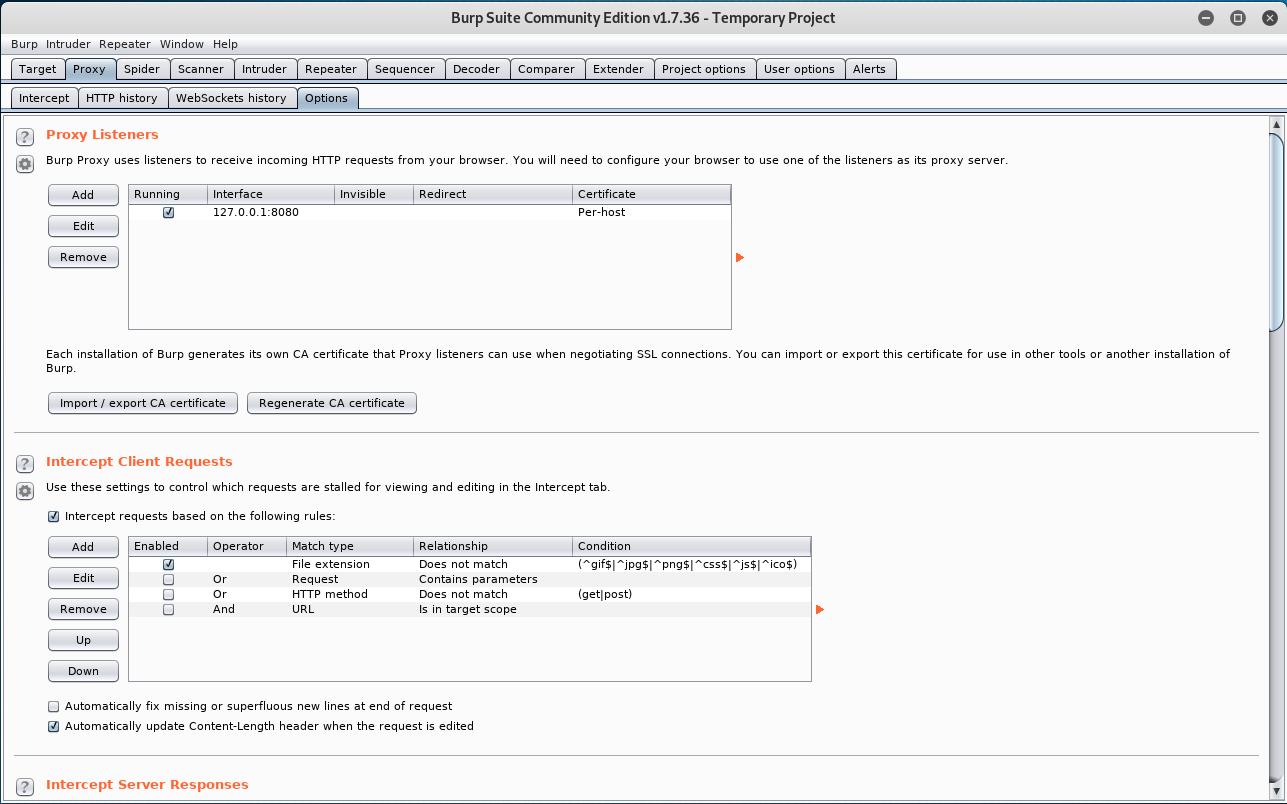 Burp Suite Community Edition v1.7.36 - Temporary Project
Burp Intruder Repeater Window Help
Target Proxy Spider Scanner Intruder Repeater Sequencer Decoder Comparer Extender Project options User options Alerts
Intercept HTTP history WebSockets history Options
? Proxy Listeners
Burp Proxy uses listeners to receive incoming HTTP requests from your browser. You will need to configure your browser to use one of the listeners as its proxy server.
Add Running Interface Invisible Redirect Certificate
127.0.0.1:8080 Per-host
Edit
Remove
Each installation of Burp generates its own CA certificate that Proxy listeners can use when negotiating SSL connections. You can import or export this certificate for use in other tools or another installation of
Burp.
Import / export CA certificate Regenerate CA certificate
? Intercept Client Requests
Use these settings to control which requests are stalled for viewing and editing in the Intercept tab.
Intercept requests based on the following rules:
Add Enabled Operator Match type Relationship Condition
File extension Does not match (^gif$|^jpg$|^png$|^css$|^js$|^ico$)
Edit Or Request Contains parameters
Or HTTP method Does not match (get|post)
Remove And URL Is in target scope
Up
Down
Automatically fix missing or superfluous new lines at end of request
Automatically update Content-Length header when the request is edited
? Intercept Server Responses